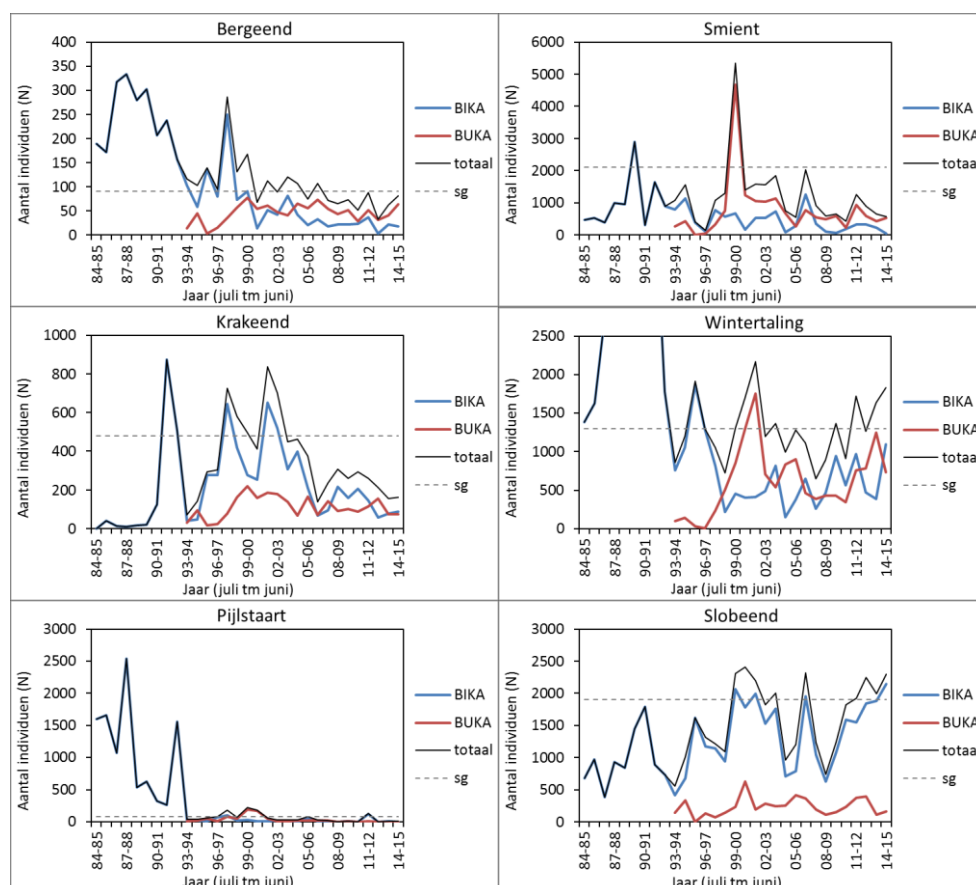 Bergeend
Aantal individuen (N)
400
350
300
250
200
150
100
50
0
84-85
87-88
90-91
93-94
96-97
99-00
02-03
05-06
08-09
11-12
14-15
Jaar (juli tm juni)
BIKA
BUKA
totaal
sg
Smient
Aantal individuen (N)
6000
5000
4000
3000
2000
1000
0
84-85
87-88
90-91
93-94
96-97
99-00
02-03
05-06
08-09
11-12
14-15
Jaar (juli tm juni)
BIKA
BUKA
totaal
sg
Krakeend
Aantal individuen (N)
1000
800
600
400
200
0
84-85
87-88
90-91
93-94
96-97
99-00
02-03
05-06
08-09
11-12
14-15
Jaar (juli tm juni)
BIKA
BUKA
totaal
sg
Wintertaling
Aantal individuen (N)
2500
2000
1500
1000
500
0
84-85
87-88
90-91
93-94
96-97
99-00
02-03
05-06
08-09
11-12
14-15
Jaar (juli tm juni)
BIKA
BUKA
totaal
sg
Pijlstaart
Aantal individuen (N)
3000
2500
2000
1500
1000
500
0
84-85
87-88
90-91
93-94
96-97
99-00
02-03
05-06
08-09
11-12
14-15
Jaar (juli tm juni)
BIKA
BUKA
totaal
sg
Slobeend
Aantal individuen (N)
3000
2500
2000
1500
1000
500
0
84-85
87-88
90-91
93-94
96-97
99-00
02-03
05-06
08-09
11-12
14-15
Jaar (juli tm juni)
BIKA
BUKA
totaal
sg